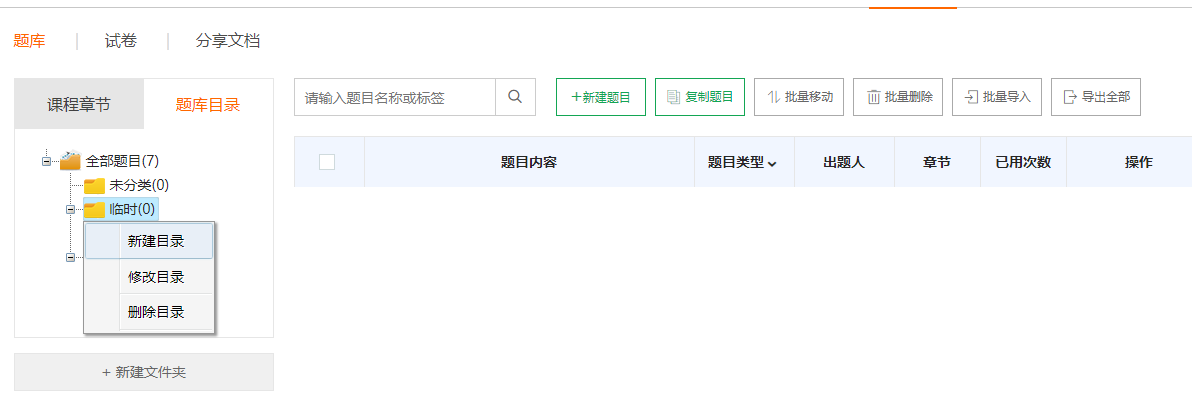 题库 | 试卷 | 分享文档
课程章节 题库目录
请输入题目名称或标签 +新建题目 复制题目 批量移动 批量删除 批量导入 导出全部
题目内容 题目类型 出题人 章节 已用次数 操作
全部题目(7)
未分类(0)
临时(0)
新建目录
修改目录
删除目录
+ 新建文件夹